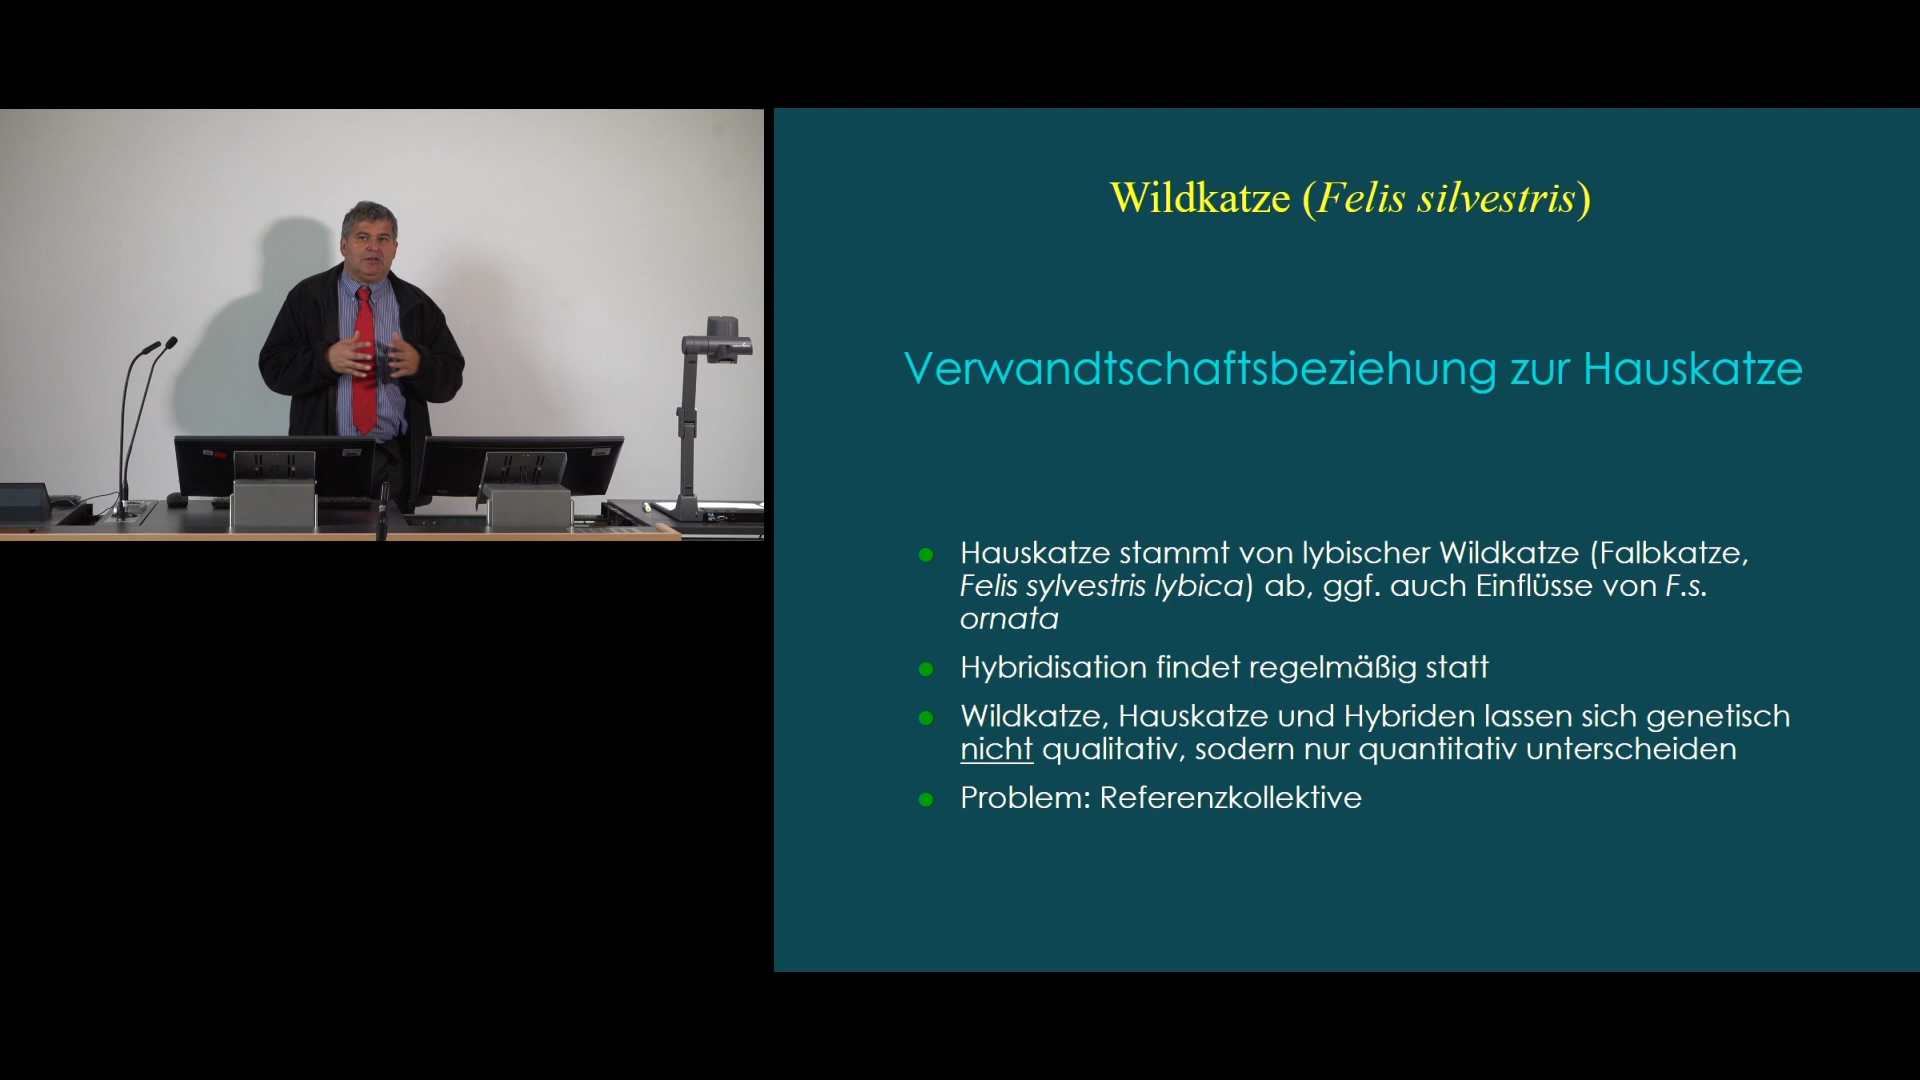 Wildkatze (Felis silvestris)
Verwandtschaftsbeziehung zur Hauskatze
Hauskatze stammt von lybischer Wildkatze (Falbkatze,
Felis sylvestris lybica) ab, ggf. auch Einflüsse von F.s.
ornata
Hybridisation findet regelmäßig statt
Wildkatze, Hauskatze und Hybriden lassen sich genetisch
nicht qualitativ, sodern nur quantitativ unterscheiden
Problem: Referenzkollektive